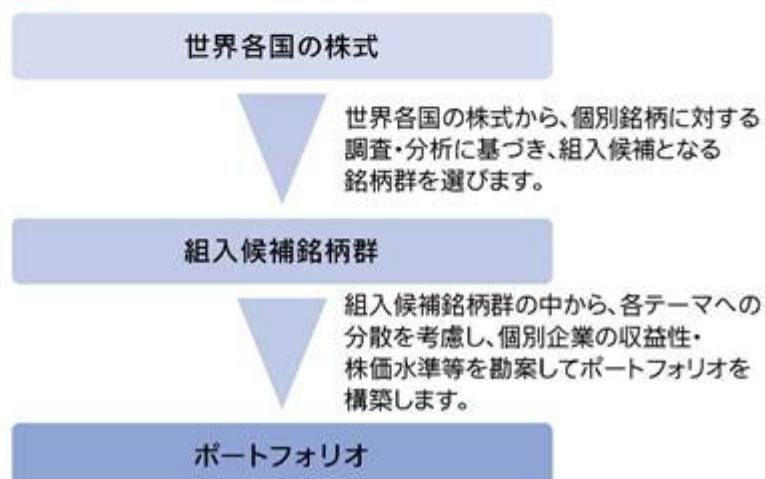 世界各国の株式
世界各国の株式から、個別銘柄に対する
調査・分析に基づき、組入候補となる
銘柄群を選びます。
組入候補銘柄群
組入候補銘柄群の中から、各テーマへの
分散を考慮し、個別企業の収益性・
株価水準等を勘案してポートフォリオを
構築します。
ポートフォリオ